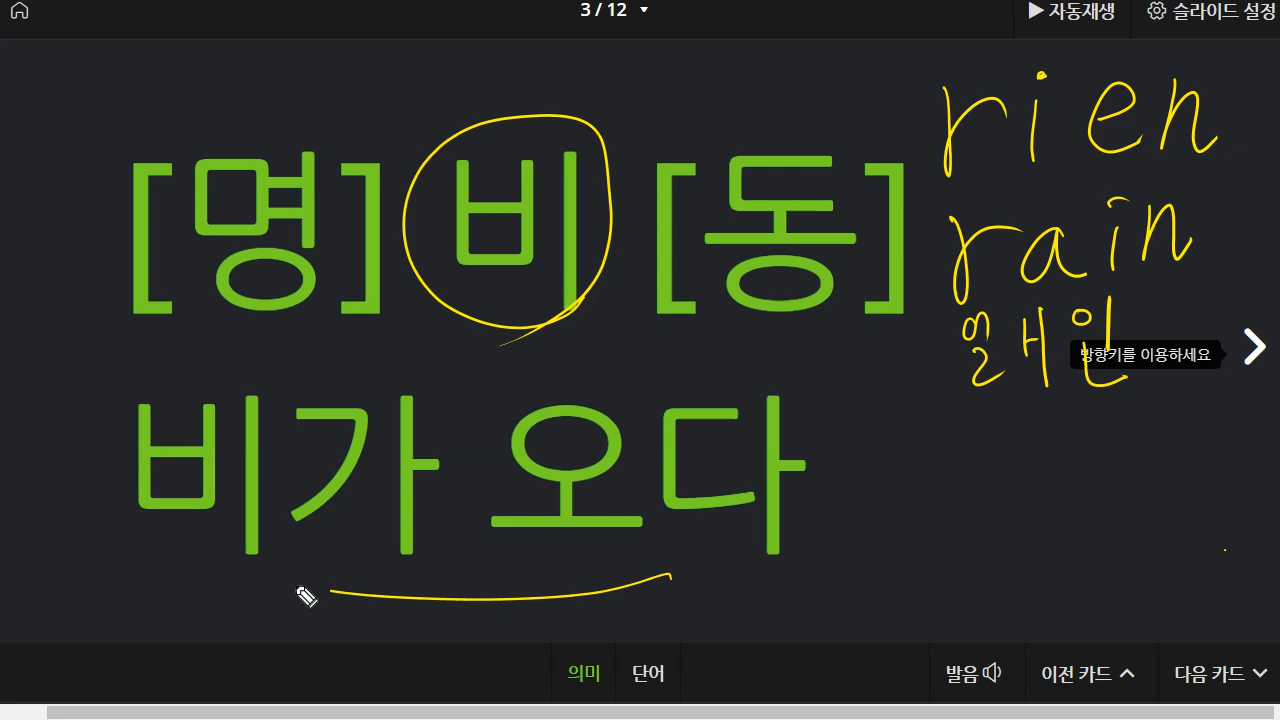 3 / 12
자동재생
슬라이드 설정
[명] 비 [동]
비가 오다
rien
rain
뢰레인
방향키를 이용하세요
의미
단어
발음
이전 카드
다음 카드